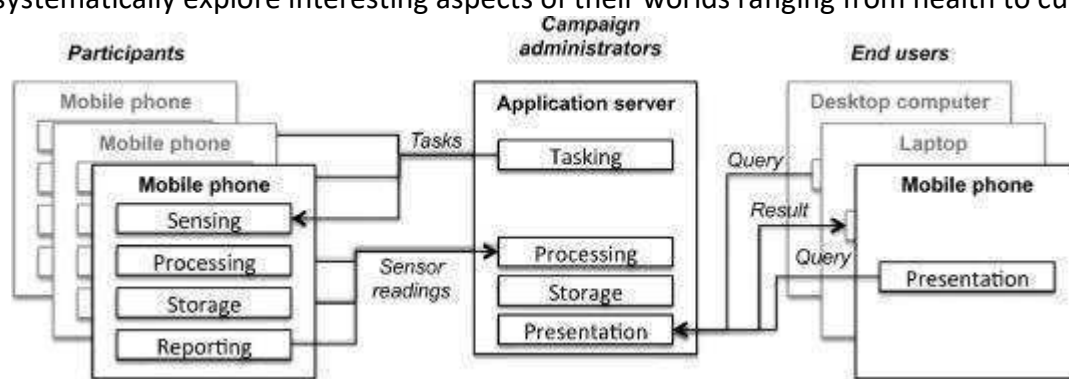 systematically explore interesting aspects of their worlds ranging from health to cu
Participants
Campaign
administrators
End users
Mobile phone
Mobile phone
Mobile phone
Sensing
Processing
Storage
Reporting
Tasks
Sensor
readings
Application server
Tasking
Processing
Storage
Presentation
Query
Result
Query
Desktop computer
Laptop
Mobile phone
Presentation